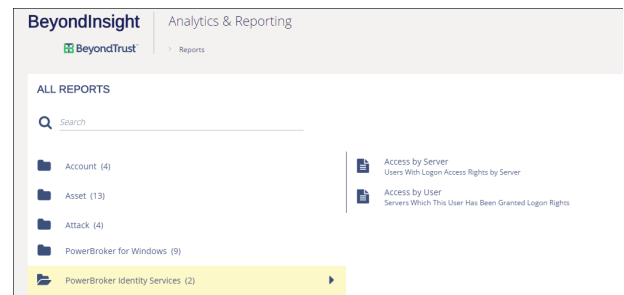 BeyondInsight
Analytics & Reporting
BeyondTrust
> Reports
ALL REPORTS
Search
Account (4)
Access by Server
Users With Logon Access Rights by Server
Asset (13)
Access by User
Servers Which This User Has Been Granted Logon Rights
Attack (4)
PowerBroker for Windows (9)
PowerBroker Identity Services (2)